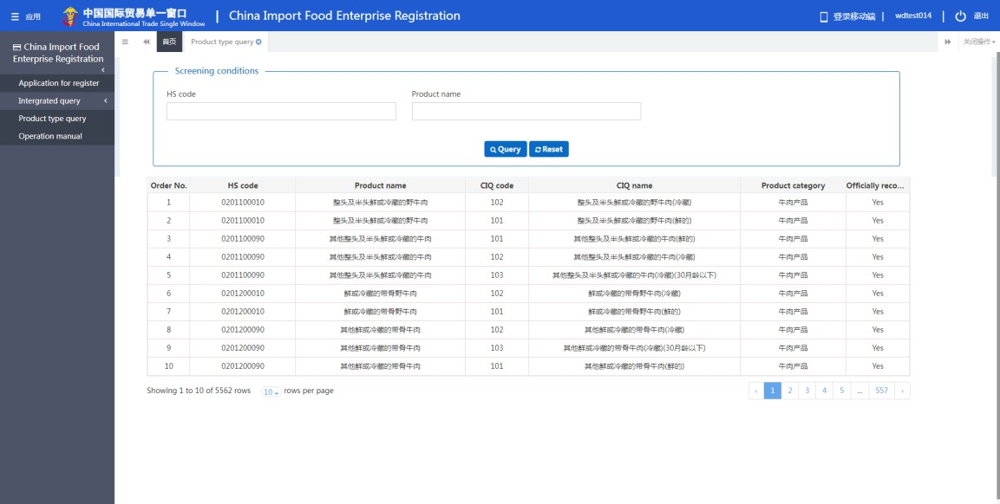 应用
中国国际贸易单一窗口
China International Trade Single Window
China Import Food Enterprise Registration
登录移动端
wdtest014
退出
China Import Food
Enterprise Registration
Application for register
Intergrated query
Product type query
Operation manual
首页
Product type query
关闭操作
Screening conditions
HS code Product name
Query Reset
Order No. HS code Product name CIQ code CIQ name Product category Officially reco...
1 0201100010 整头及半头鲜或冷藏的野牛肉 102 整头及半头鲜或冷藏的野牛肉(冷藏) 牛肉产品 Yes
2 0201100010 整头及半头鲜或冷藏的野牛肉 101 整头及半头鲜或冷藏的野牛肉(鲜的) 牛肉产品 Yes
3 0201100090 其他整头及半头鲜或冷藏的牛肉 101 其他整头及半头鲜或冷藏的牛肉(鲜的) 牛肉产品 Yes
4 0201100090 其他整头及半头鲜或冷藏的牛肉 102 其他整头及半头鲜或冷藏的牛肉(冷藏) 牛肉产品 Yes
5 0201100090 其他整头及半头鲜或冷藏的牛肉 103 其他整头及半头鲜或冷藏的牛肉(冷藏)(30月龄以下) 牛肉产品 Yes
6 0201200010 鲜或冷藏的带骨野牛肉 102 鲜或冷藏的带骨野牛肉(冷藏) 牛肉产品 Yes
7 0201200010 鲜或冷藏的带骨野牛肉 101 鲜或冷藏的带骨野牛肉(鲜的) 牛肉产品 Yes
8 0201200090 其他鲜或冷藏的带骨牛肉 102 其他鲜或冷藏的带骨牛肉(冷藏) 牛肉产品 Yes
9 0201200090 其他鲜或冷藏的带骨牛肉 103 其他鲜或冷藏的带骨牛肉(冷藏)(30月龄以下) 牛肉产品 Yes
10 0201200090 其他鲜或冷藏的带骨牛肉 101 其他鲜或冷藏的带骨牛肉(鲜的) 牛肉产品 Yes
Showing 1 to 10 of 5562 rows 10 rows per page ‹ 1 2 3 4 5 ... 557 ›